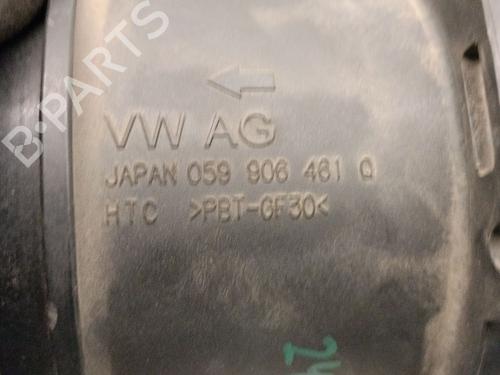 B-PARTS
VW AG
JAPAN 059 906 461 Q
HTC >PBT-GF30<